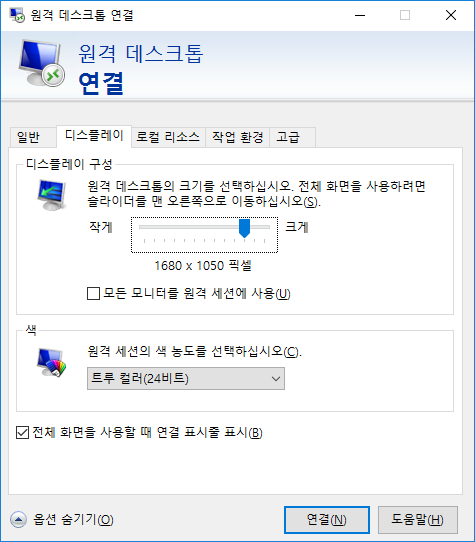 원격 데스크톱 연결
원격 데스크톱
연결
일반 디스플레이 로컬 리소스 작업 환경 고급
디스플레이 구성
원격 데스크톱의 크기를 선택하십시오. 전체 화면을 사용하려면
슬라이더를 맨 오른쪽으로 이동하십시오(S).
작게 크게
1680 x 1050 픽셀
모든 모니터를 원격 세션에 사용(U)
색
원격 세션의 색 농도를 선택하십시오(C).
트루 컬러(24비트)
전체 화면을 사용할 때 연결 표시줄 표시(B)
옵션 숨기기(O) 연결(N) 도움말(H)